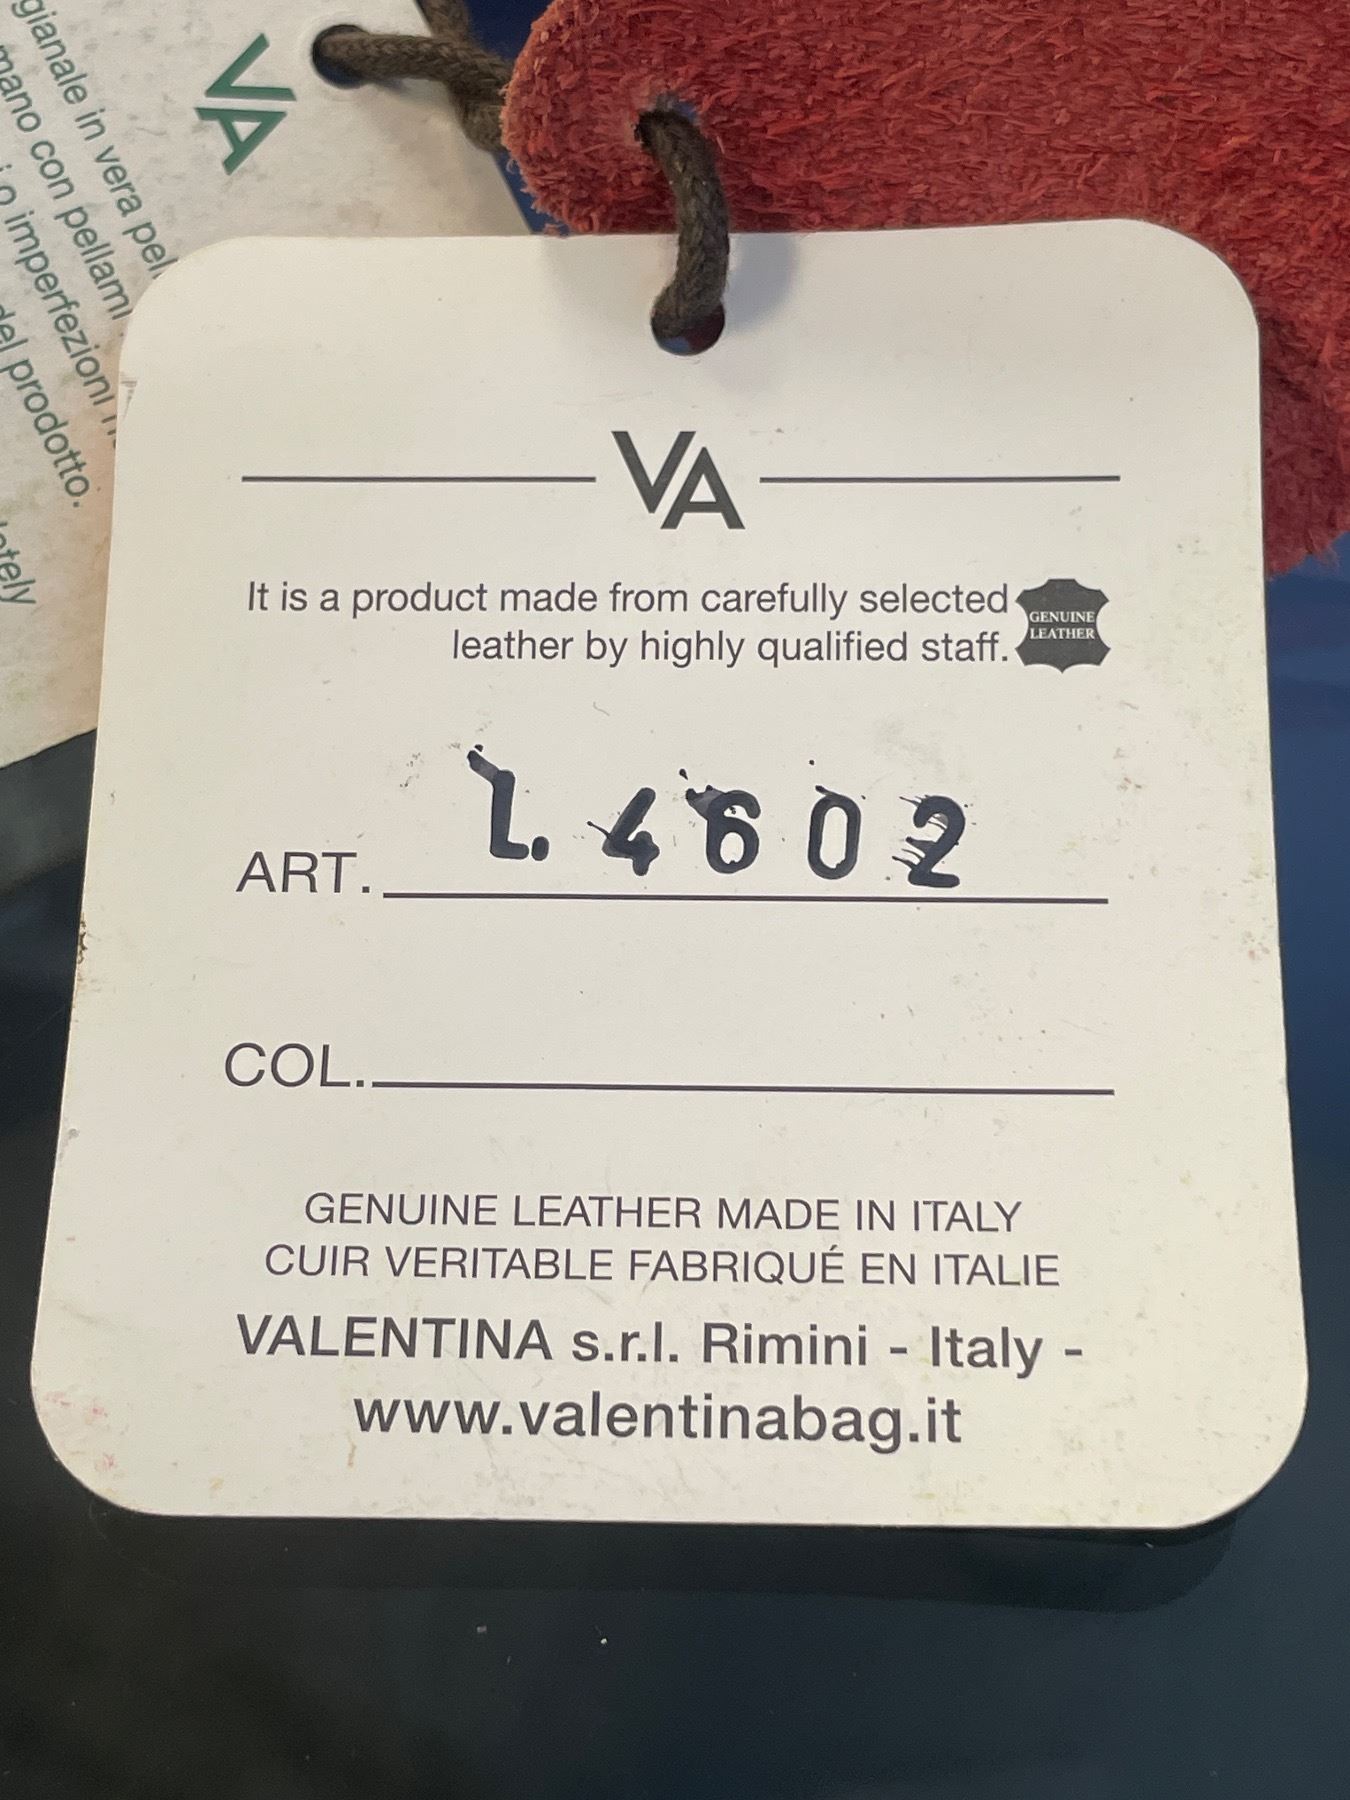 gianale in vera
mano con pellami
o imperfezioni
del prodotto.
VA
VA
It is a product made from carefully selected
leather by highly qualified staff.
GENUINE
LEATHER
ART. L.4602
COL.
GENUINE LEATHER MADE IN ITALY
CUIR VERITABLE FABRIQUÉ EN ITALIE
VALENTINA s.r.l. Rimini - Italy -
www.valentinabag.it